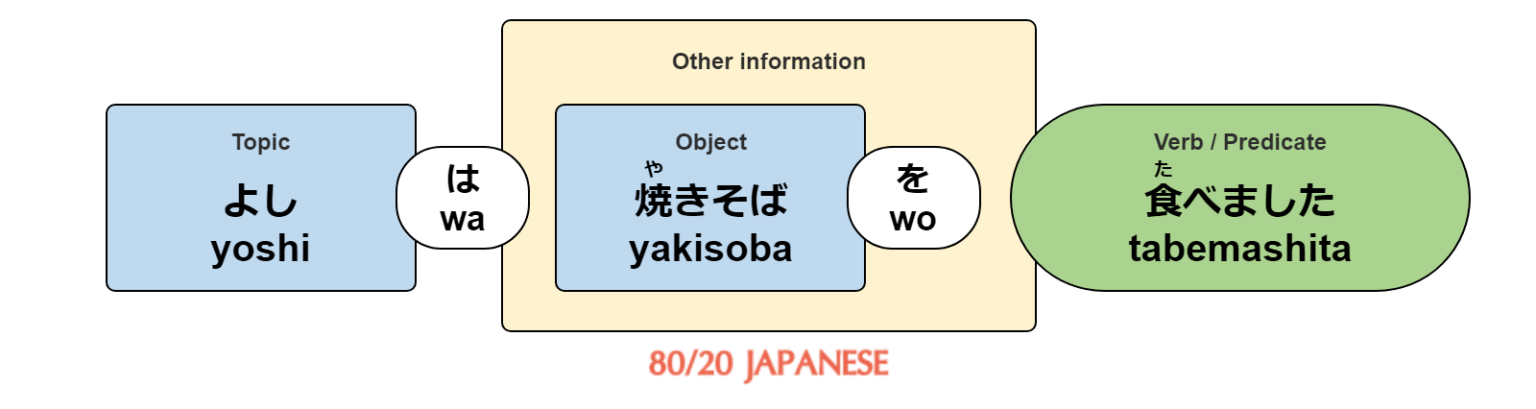 Other information
Topic
よし
yoshi
は
wa
Object
や
焼きそば
yakisoba
を
wo
Verb / Predicate
た
食べました
tabemashita
80/20 JAPANESE